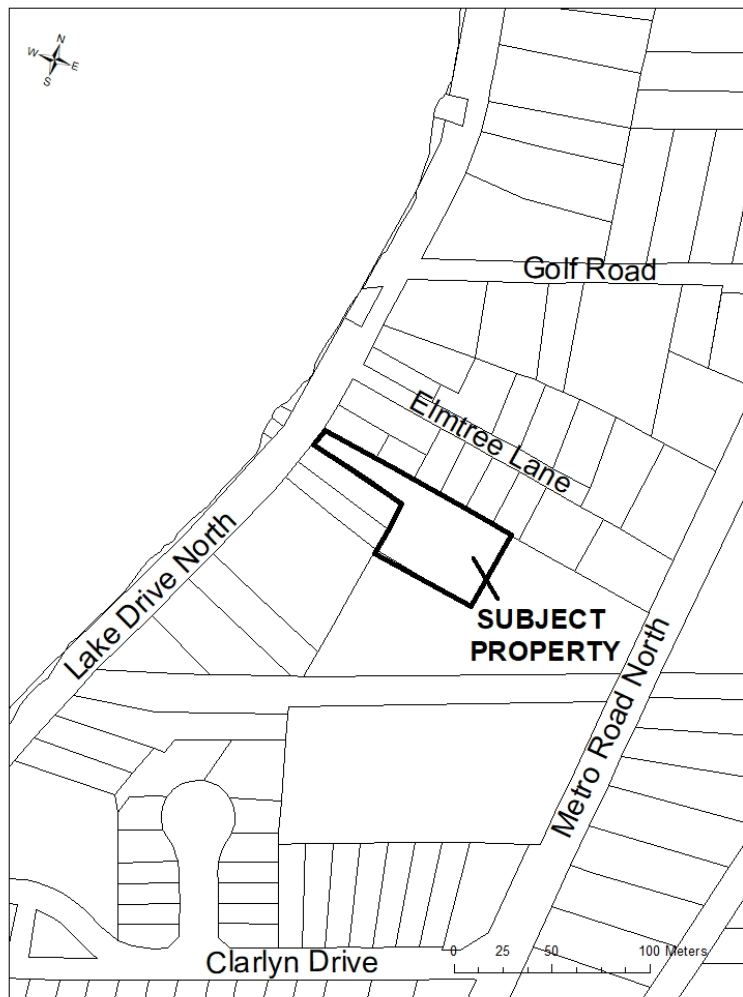 N
W
E
S
Golf Road
Elmtree Lane
Lake Drive North
SUBJECT
PROPERTY
Metro Road North
0 25 50 100 Meters
Clarlyn Drive